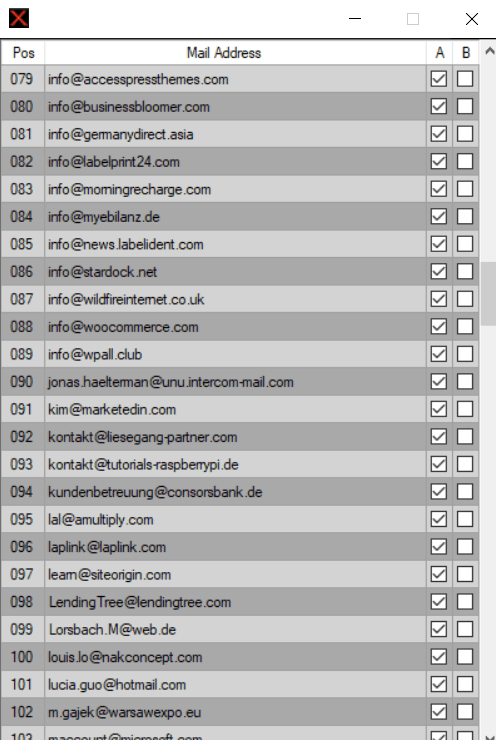 Pos Mail Address A B
079 info@accesspressthemes.com
080 info@businessbloomer.com
081 info@germanydirect.asia
082 info@labelprint24.com
083 info@morningrecharge.com
084 info@myebilanz.de
085 info@news.labelident.com
086 info@stardock.net
087 info@wildfireinternet.co.uk
088 info@woocommerce.com
089 info@wpall.club
090 jonas.haelterman@unu.intercom-mail.com
091 kim@marketedin.com
092 kontakt@liesegang-partner.com
093 kontakt@tutorials-raspberrypi.de
094 kundenbetreuung@consorsbank.de
095 lal@amultiply.com
096 laplink@laplink.com
097 learn@siteorigin.com
098 LendingTree@lendingtree.com
099 Lorsbach.M@web.de
100 louis.lo@nakconcept.com
101 lucia.guo@hotmail.com
102 m.gajek@warsawexpo.eu
103 maccount@microsoft.com